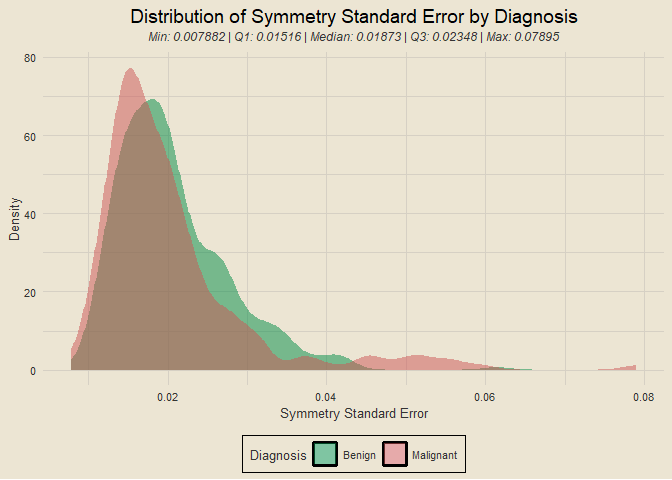 Distribution of Symmetry Standard Error by Diagnosis
Min: 0.007882 | Q1: 0.01516 | Median: 0.01873 | Q3: 0.02348 | Max: 0.07895
80
60
40
20
0
Density
0.02 0.04 0.06 0.08
Symmetry Standard Error
Diagnosis Benign Malignant